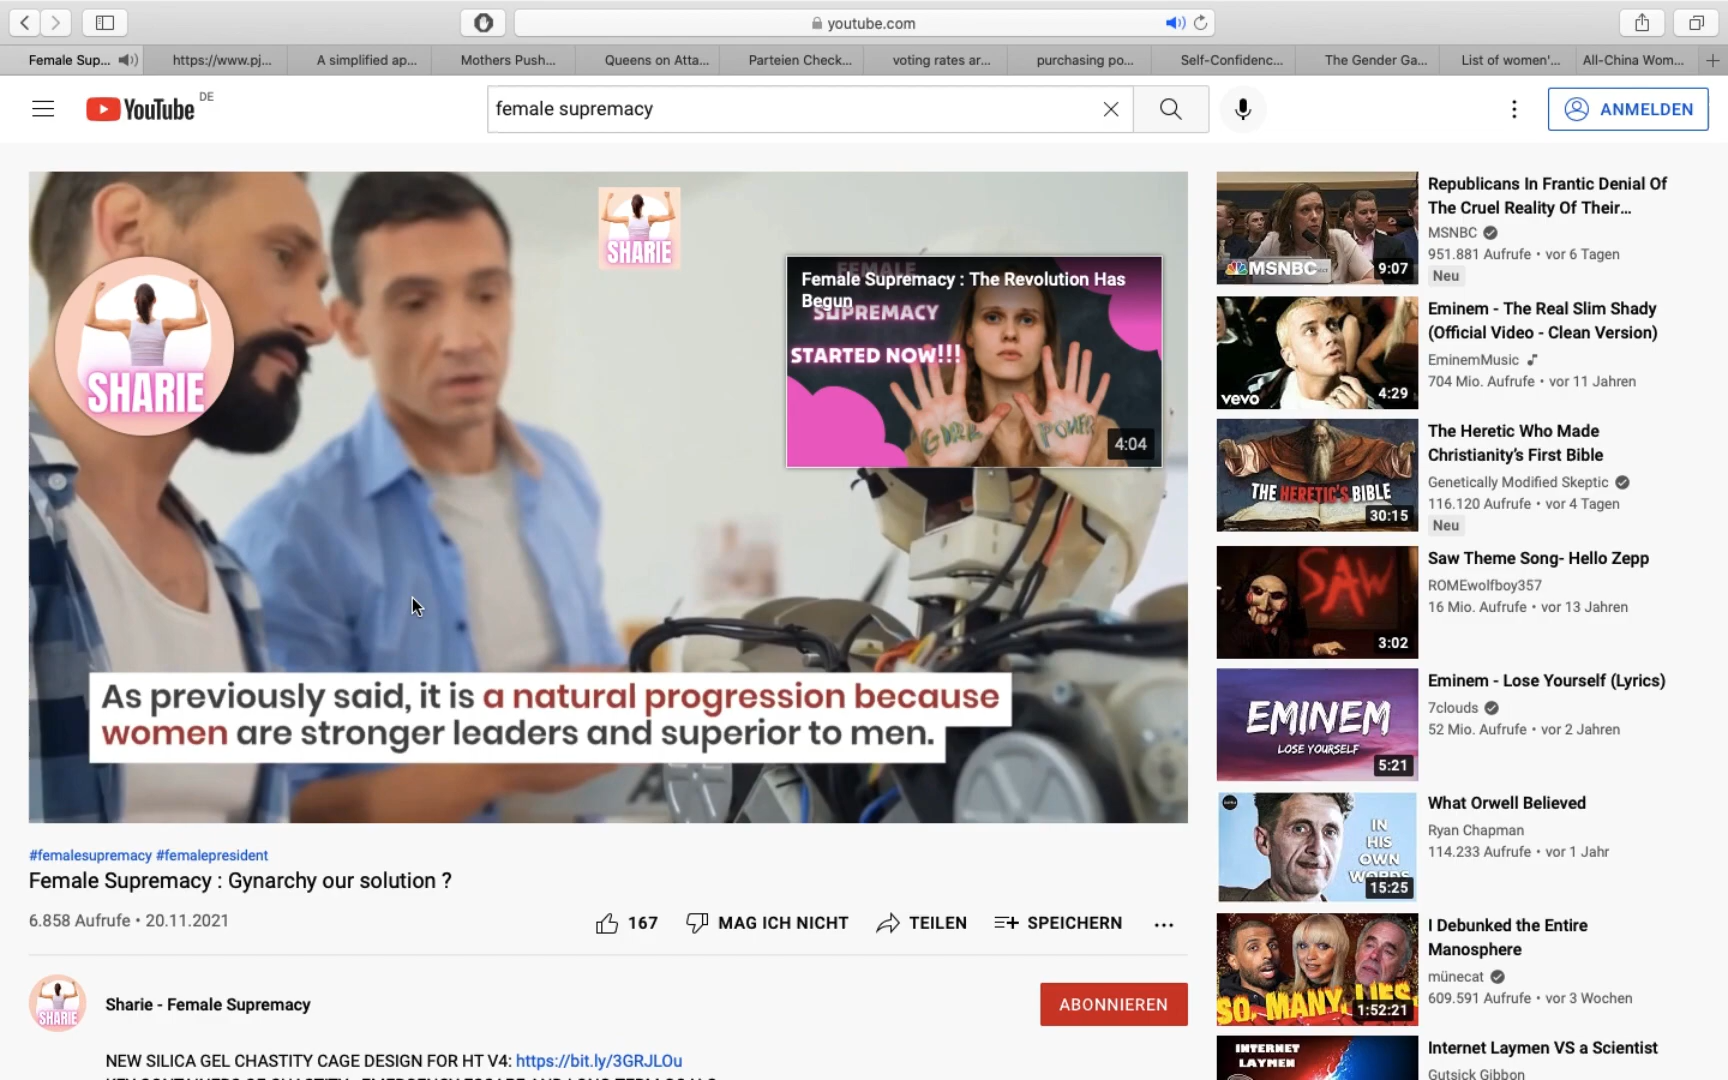 youtube.com
Female Sup...
https://www.pj...
A simplified ap...
Mothers Push...
Queens on Atta...
Parteien Check...
voting rates ar...
purchasing po...
Self-Confidenc...
The Gender Ga...
List of women'...
All-China Wom...
YouTube DE
female supremacy
ANMELDEN
SHARIE
SHARIE
Female Supremacy : The Revolution Has
Begun
FEMALE
SUPREMACY
STARTED NOW!!!
GIRL POWER
4:04
As previously said, it is a natural progression because
women are stronger leaders and superior to men.
#femalesupremacy #femalepresident
Female Supremacy : Gynarchy our solution ?
6.858 Aufrufe • 20.11.2021
167
MAG ICH NICHT
TEILEN
SPEICHERN
SHARIE
Sharie - Female Supremacy
ABONNIEREN
NEW SILICA GEL CHASTITY CAGE DESIGN FOR HT V4: https://bit.ly/3GRJLOu
MSNBC
9:07
Republicans In Frantic Denial Of
The Cruel Reality Of Their...
MSNBC
951.881 Aufrufe • vor 6 Tagen
Neu
vevo
4:29
Eminem - The Real Slim Shady
(Official Video - Clean Version)
EminemMusic
704 Mio. Aufrufe • vor 11 Jahren
THE HERETIC'S BIBLE
30:15
The Heretic Who Made
Christianity's First Bible
Genetically Modified Skeptic
116.120 Aufrufe • vor 4 Tagen
Neu
SAW
3:02
Saw Theme Song- Hello Zepp
ROMEwolfboy357
16 Mio. Aufrufe • vor 13 Jahren
EMINEM
LOSE YOURSELF
5:21
Eminem - Lose Yourself (Lyrics)
7clouds
52 Mio. Aufrufe • vor 2 Jahren
IN
HIS
OWN
WORDS
15:25
What Orwell Believed
Ryan Chapman
114.233 Aufrufe • vor 1 Jahr
SO. MANY. LIES.
1:52:21
I Debunked the Entire
Manosphere
münecat
609.591 Aufrufe • vor 3 Wochen
INTERNET
LAYMEN
Internet Laymen VS a Scientist
Gutsick Gibbon